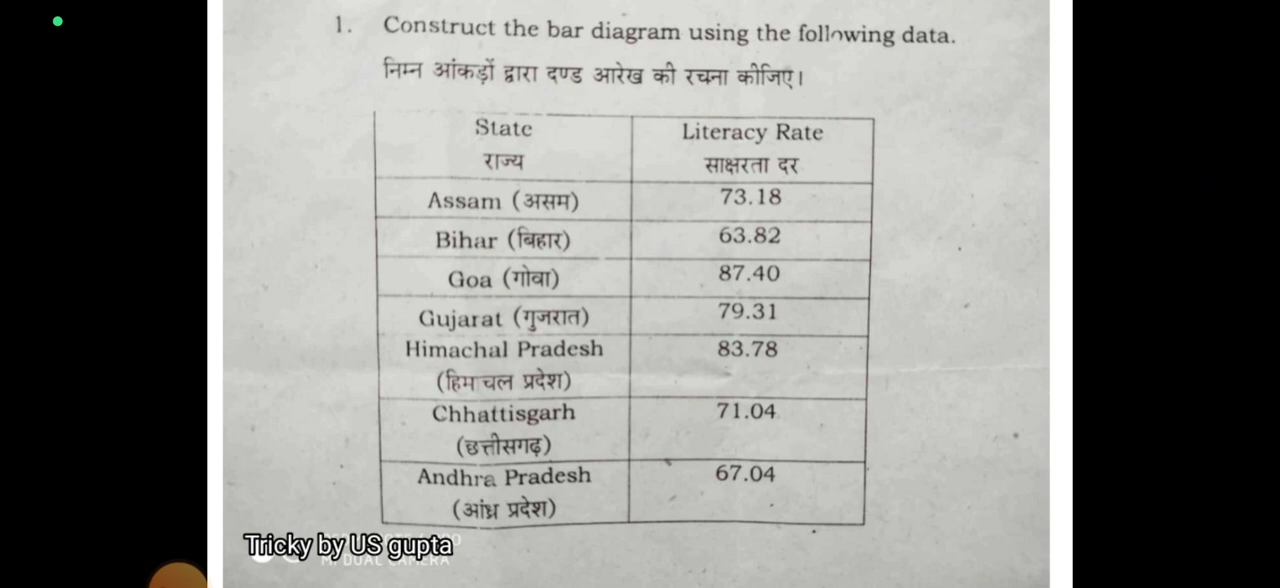 1. Construct the bar diagram using the following data.
निम्न आंकड़ों द्वारा दण्ड आरेख की रचना कीजिए।
State Literacy Rate
राज्य साक्षरता दर
Assam (असम) 73.18
Bihar (बिहार) 63.82
Goa (गोवा) 87.40
Gujarat (गुजरात) 79.31
Himachal Pradesh 83.78
(हिमाचल प्रदेश)
Chhattisgarh 71.04
(छत्तीसगढ़)
Andhra Pradesh 67.04
(आंध्र प्रदेश)
Tricky by US gupta
DUAL CAMERA